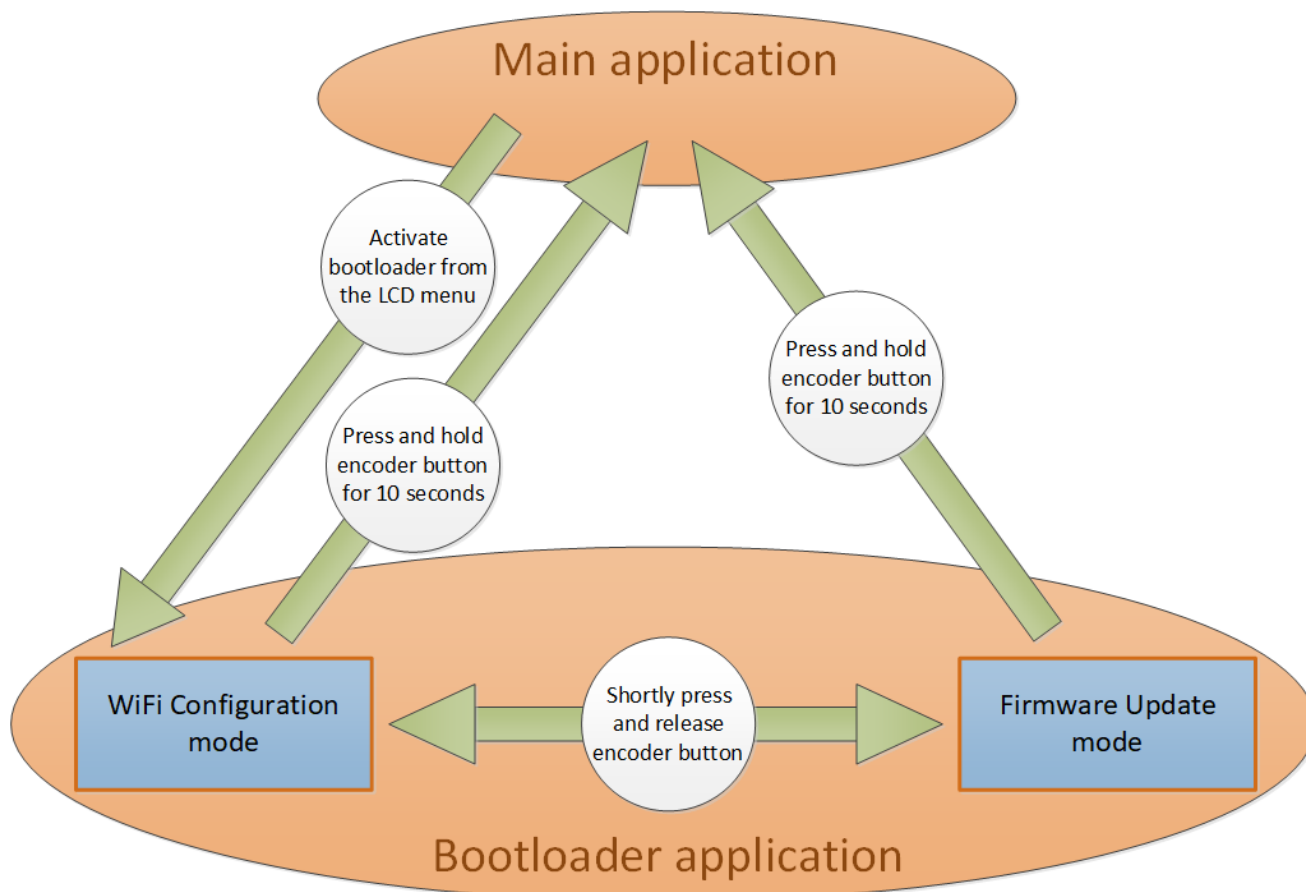 Main application
Activate
bootloader from
the LCD menu
Press and hold
encoder button
for 10 seconds
Press and hold
encoder button
for 10 seconds
WiFi Configuration
mode
Shortly press
and release
encoder button
Firmware Update
mode
Bootloader application